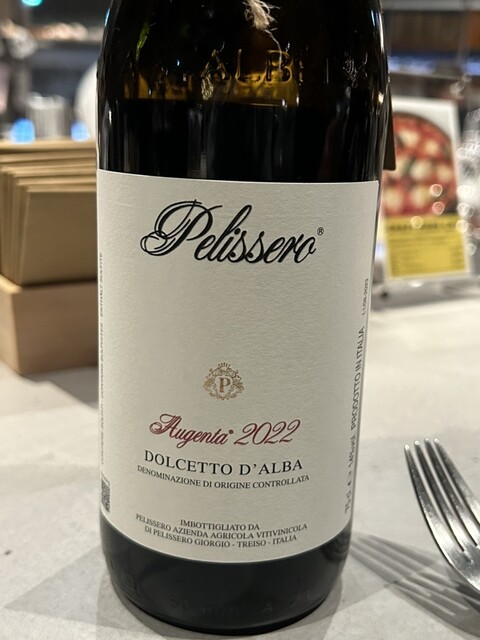 ALBE
Pelissero®
P
Augenta® 2022
DOLCETTO D'ALBA
DENOMINAZIONE DI ORIGINE CONTROLLATA
IMBOTTIGLIATO DA
PELISSERO AZIENDA AGRICOLA VITIVINICOLA
DI PELISSERO GIORGIO - TREISO - ITALIA
PRODOTTO IN ITALIA